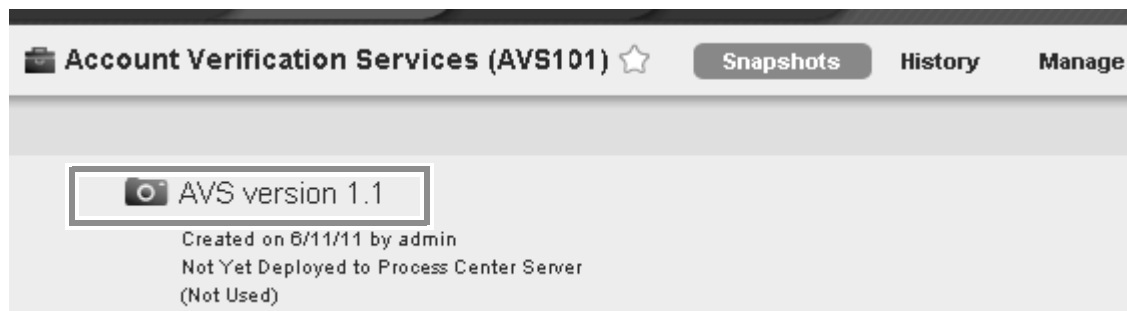 Account Verification Services (AVS101) Snapshots History Manage
AVS version 1.1
Created on 6/11/11 by admin
Not Yet Deployed to Process Center Server
(Not Used)